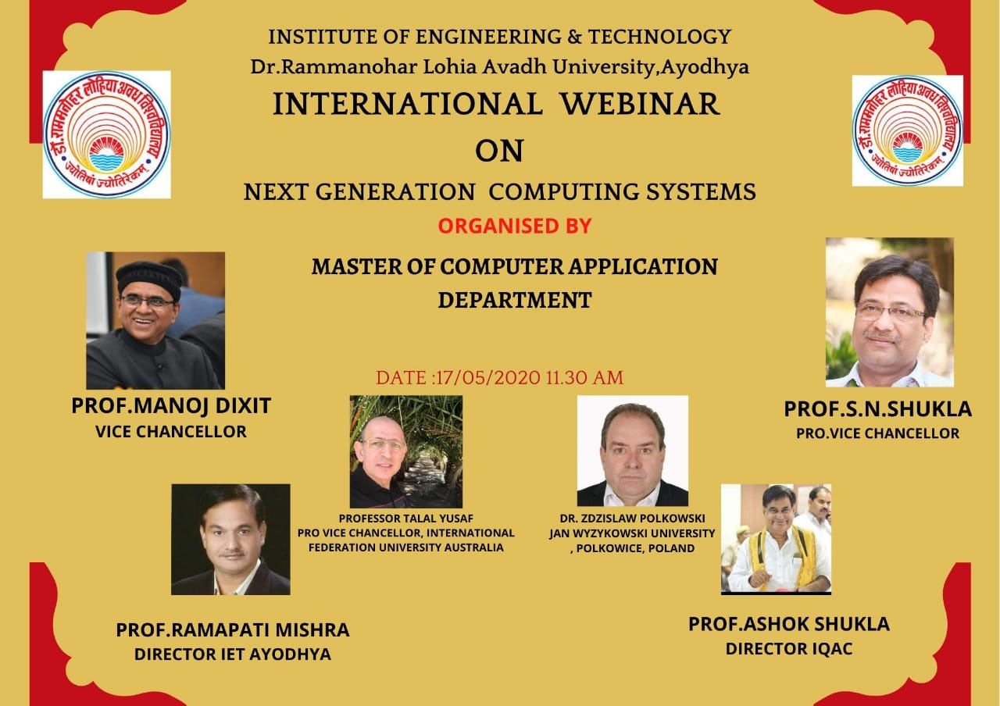 INSTITUTE OF ENGINEERING & TECHNOLOGY
Dr.Rammanohar Lohia Avadh University,Ayodhya
INTERNATIONAL WEBINAR
ON
NEXT GENERATION COMPUTING SYSTEMS
ORGANISED BY
MASTER OF COMPUTER APPLICATION
DEPARTMENT
डॉ.राममनोहर लोहिया अवध विश्वविद्यालय
ज्योतिषां ज्योतिरेकम्
डॉ.राममनोहर लोहिया अवध विश्वविद्यालय
ज्योतिषां ज्योतिरेकम्
DATE :17/05/2020 11.30 AM
PROF.MANOJ DIXIT
VICE CHANCELLOR
PROF.S.N.SHUKLA
PRO.VICE CHANCELLOR
PROFESSOR TALAL YUSAF
PRO VICE CHANCELLOR, INTERNATIONAL
FEDERATION UNIVERSITY AUSTRALIA
DR. ZDZISLAW POLKOWSKI
JAN WYZYKOWSKI UNIVERSITY
, POLKOWICE, POLAND
PROF.RAMAPATI MISHRA
DIRECTOR IET AYODHYA
PROF.ASHOK SHUKLA
DIRECTOR IQAC